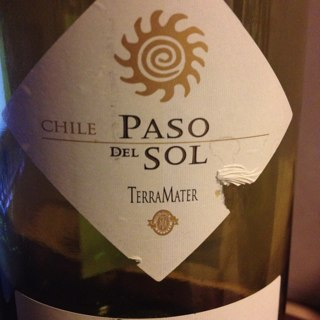 CHILE PASO
DEL SOL
TERRAMATER